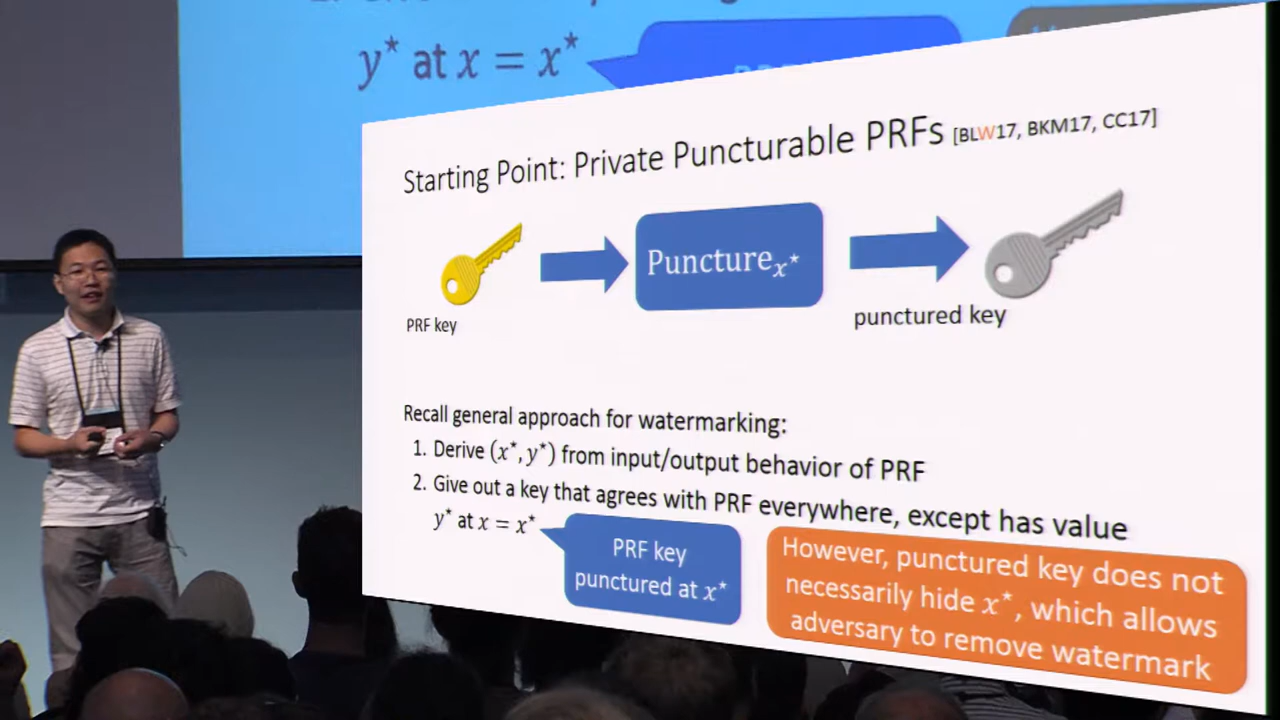 y* at x = x*
Starting Point: Private Puncturable PRFs [BLW17, BKM17, CC17]
Puncture_{x*}
PRF key
punctured key
Recall general approach for watermarking:
1. Derive (x*, y*) from input/output behavior of PRF
2. Give out a key that agrees with PRF everywhere, except has value
y* at x = x*
PRF key
punctured at x*
However, punctured key does not
necessarily hide x*, which allows
adversary to remove watermark